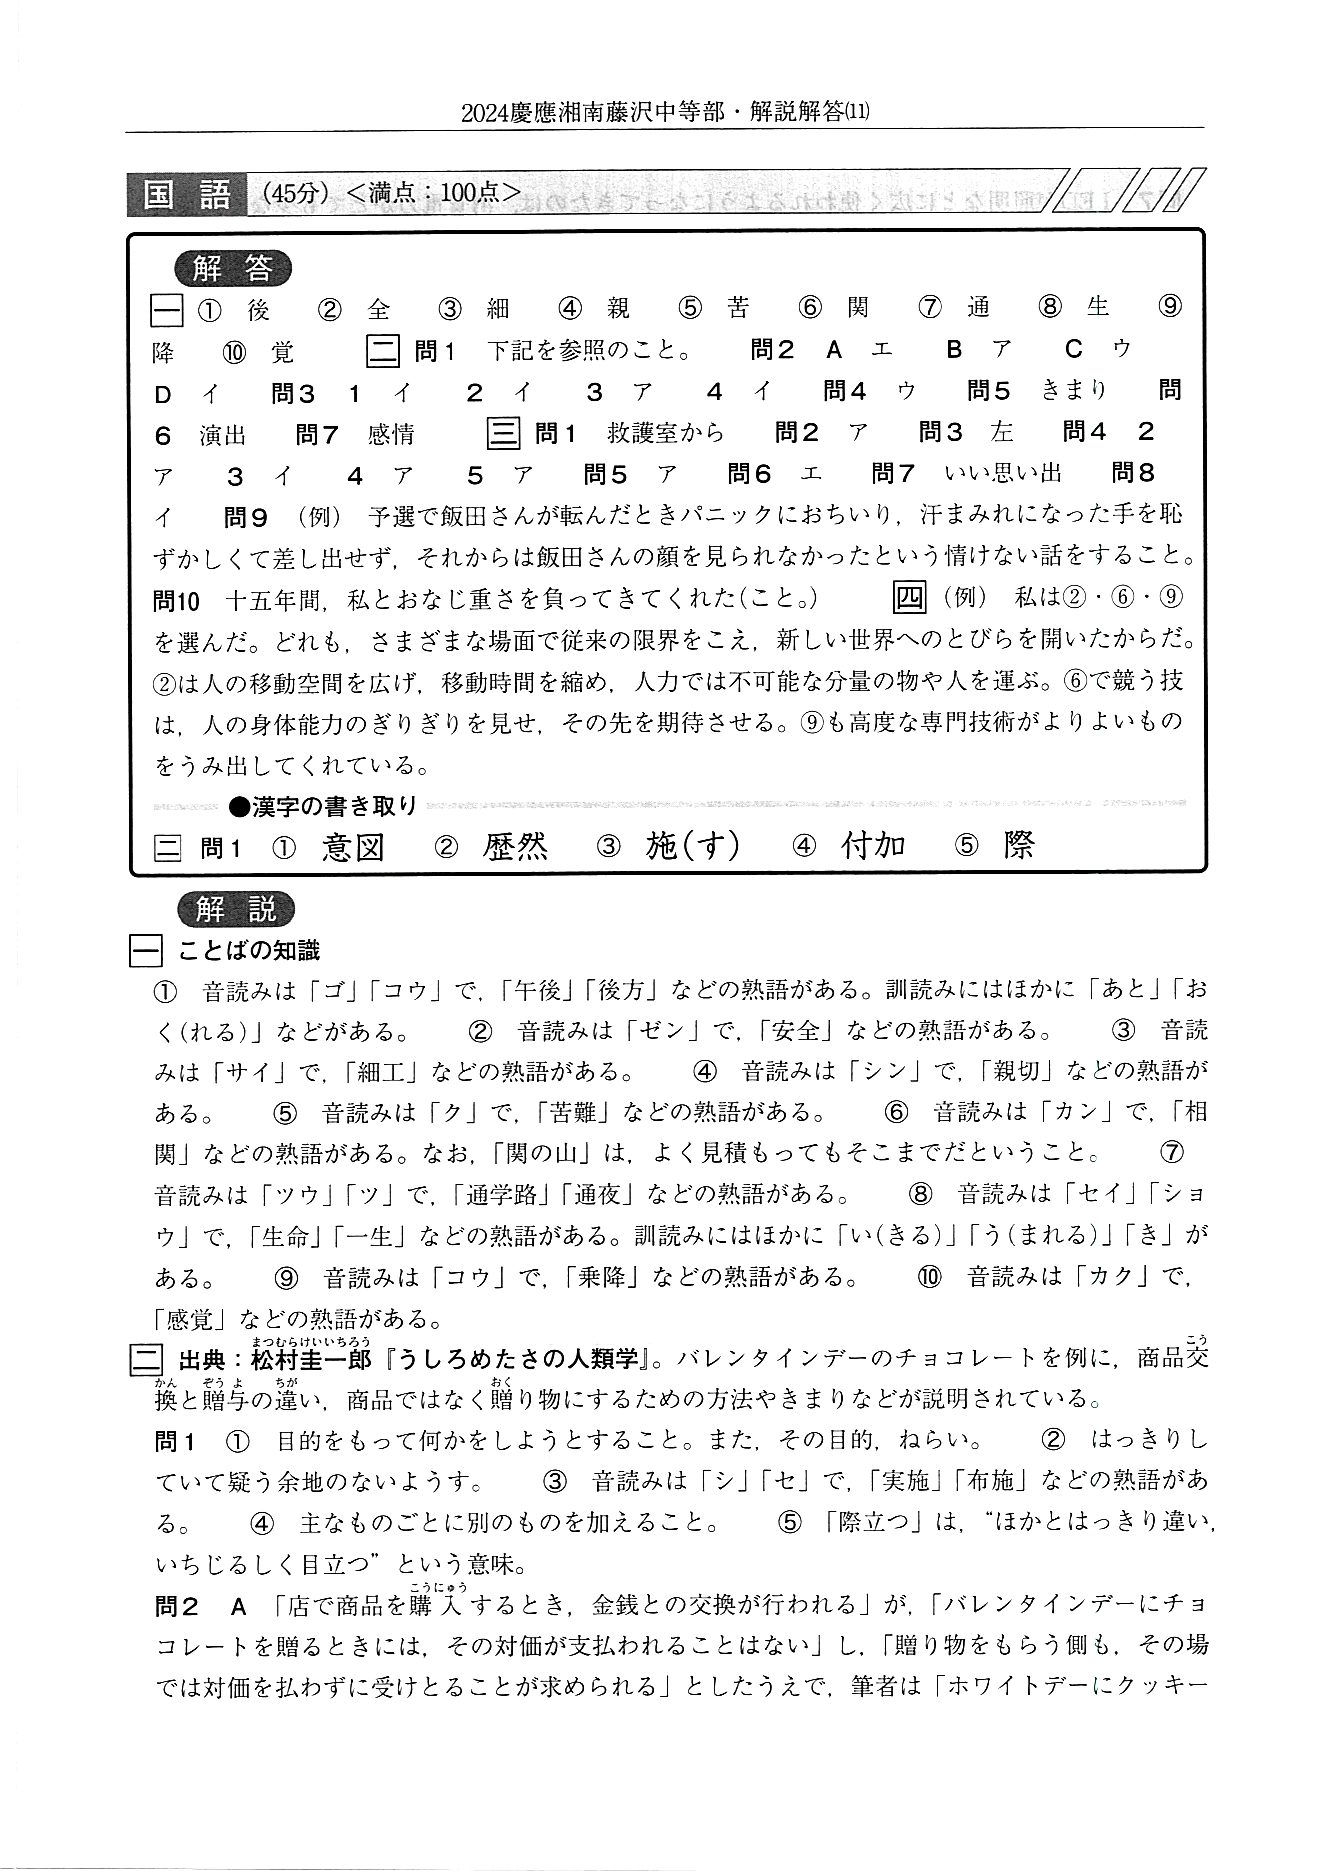 2024慶應湘南藤沢中等部・解説解答⑾
国語 (45分) <満点:100点>
解答
一 ① 後 ② 全 ③ 細 ④ 親 ⑤ 苦 ⑥ 関 ⑦ 通 ⑧ 生 ⑨
降 ⑩ 覚 二 問1 下記を参照のこと。 問2 A エ B ア C ウ
D イ 問3 1 イ 2 イ 3 ア 4 イ 問4 ウ 問5 きまり 問
6 演出 問7 感情 三 問1 救護室から 問2 ア 問3 左 問4 2
ア 3 イ 4 ア 5 ア 問5 ア 問6 エ 問7 いい思い出 問8
イ 問9 (例) 予選で飯田さんが転んだときパニックにおちいり,汗まみれになった手を恥
ずかしくて差し出せず,それからは飯田さんの顔を見られなかったという情けない話をすること。
問10 十五年間,私とおなじ重さを負ってきてくれた(こと。) 四 (例) 私は②・⑥・⑨
を選んだ。どれも,さまざまな場面で従来の限界をこえ,新しい世界へのとびらを開いたからだ。
②は人の移動空間を広げ,移動時間を縮め,人力では不可能な分量の物や人を運ぶ。⑥で競う技
は,人の身体能力のぎりぎりを見せ,その先を期待させる。⑨も高度な専門技術がよりよいもの
をうみ出してくれている。
●漢字の書き取り
二 問1 ① 意図 ② 歴然 ③ 施(す) ④ 付加 ⑤ 際
解説
一 ことばの知識
① 音読みは「ゴ」「コウ」で,「午後」「後方」などの熟語がある。訓読みにはほかに「あと」「お
く(れる)」などがある。 ② 音読みは「ゼン」で,「安全」などの熟語がある。 ③ 音読
みは「サイ」で,「細工」などの熟語がある。 ④ 音読みは「シン」で,「親切」などの熟語が
ある。 ⑤ 音読みは「ク」で,「苦難」などの熟語がある。 ⑥ 音読みは「カン」で,「相
関」などの熟語がある。なお,「関の山」は,よく見積もってもそこまでだということ。 ⑦
音読みは「ツウ」「ツ」で,「通学路」「通夜」などの熟語がある。 ⑧ 音読みは「セイ」「ショ
ウ」で,「生命」「一生」などの熟語がある。訓読みにはほかに「い(きる)」「う(まれる)」「き」が
ある。 ⑨ 音読みは「コウ」で,「乗降」などの熟語がある。 ⑩ 音読みは「カク」で,
「感覚」などの熟語がある。
まつむらけいいちろう こう
二 出典:松村圭一郎『うしろめたさの人類学』。バレンタインデーのチョコレートを例に,商品交
かん ぞうよ ちが おく
換と贈与の違い,商品ではなく贈り物にするための方法やきまりなどが説明されている。
問1 ① 目的をもって何かをしようとすること。また,その目的,ねらい。 ② はっきりし
ていて疑う余地のないようす。 ③ 音読みは「シ」「セ」で,「実施」「布施」などの熟語があ
る。 ④ 主なものごとに別のものを加えること。 ⑤ 「際立つ」は,“ほかとはっきり違い,
いちじるしく目立つ”という意味。
こうにゅう
問2 A 「店で商品を購入するとき,金銭との交換が行われる」が,「バレンタインデーにチョ
コレートを贈るときには,その対価が支払われることはない」し,「贈り物をもらう側も,その場
では対価を払わずに受けとることが求められる」としたうえで,筆者は「ホワイトデーにクッキー